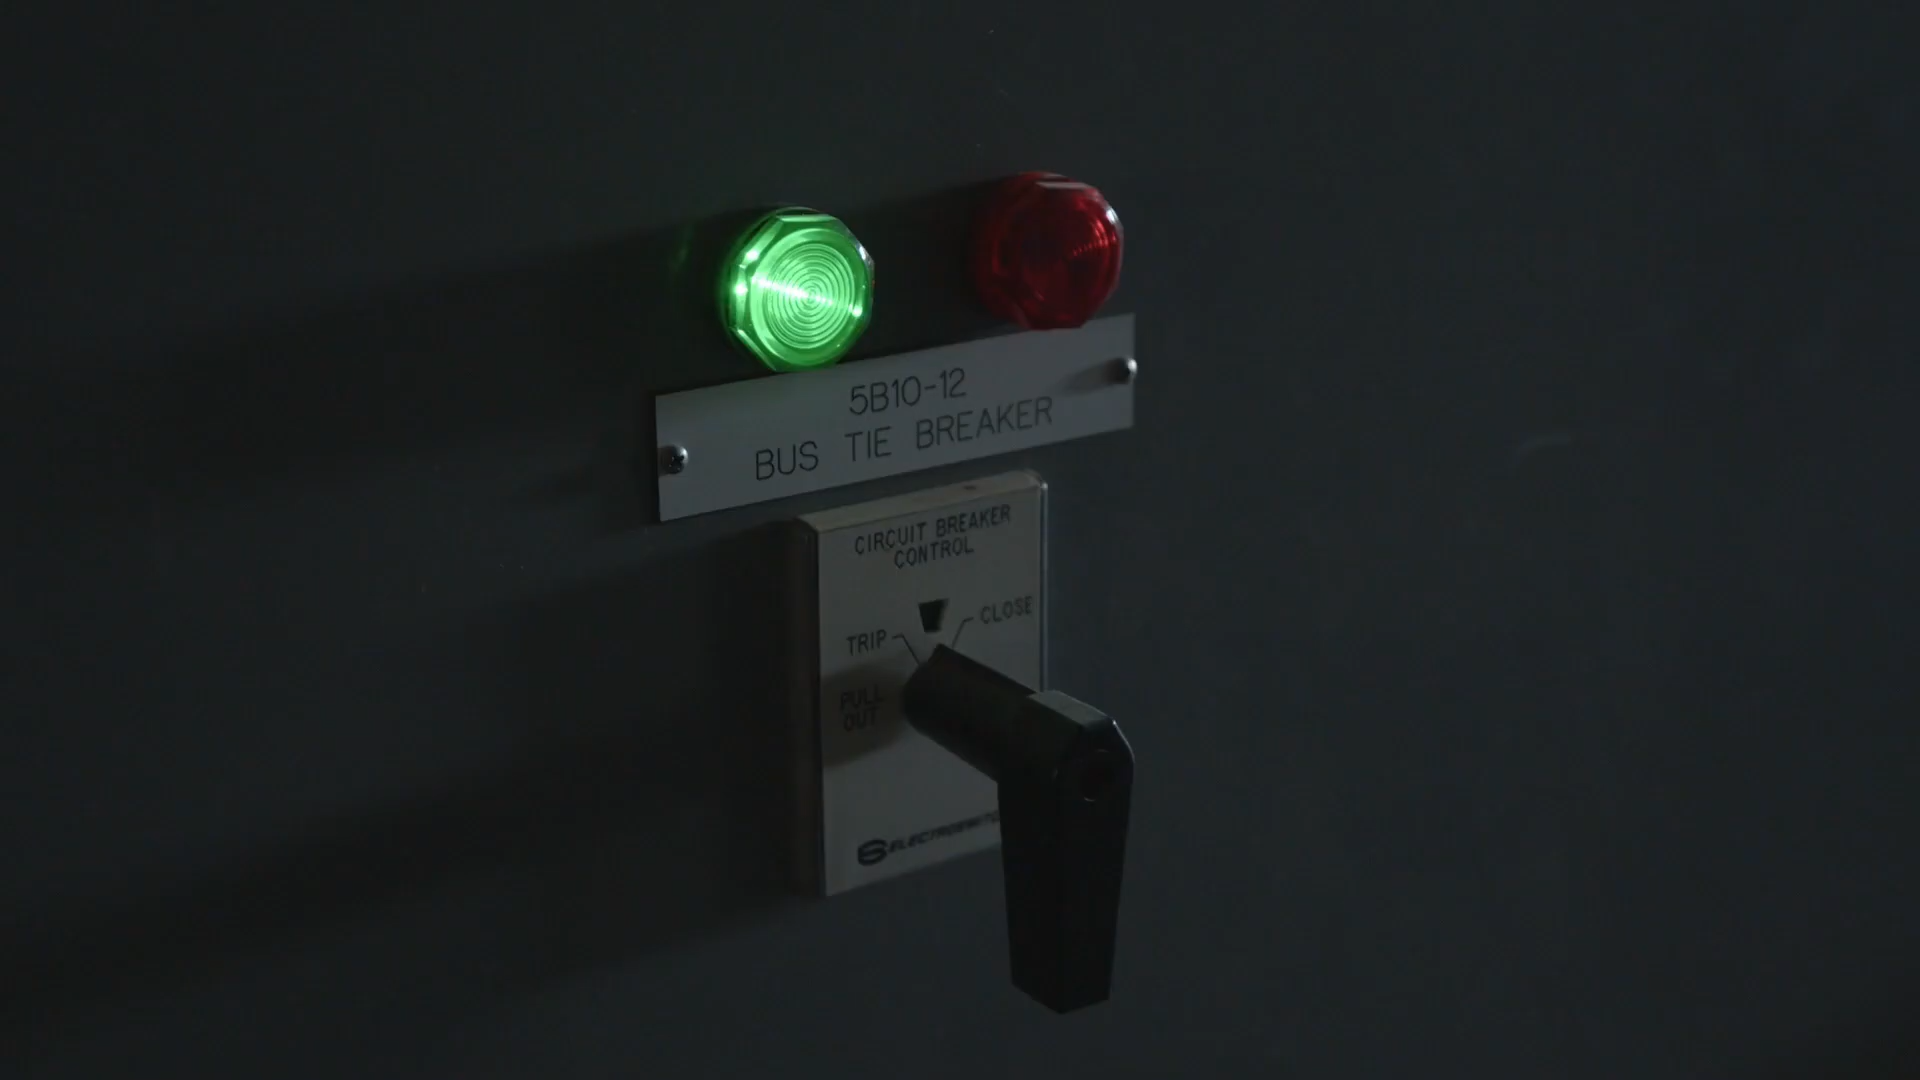 5B10-12
BUS TIE BREAKER
CIRCUIT BREAKER
CONTROL
TRIP
CLOSE
PULL
OUT